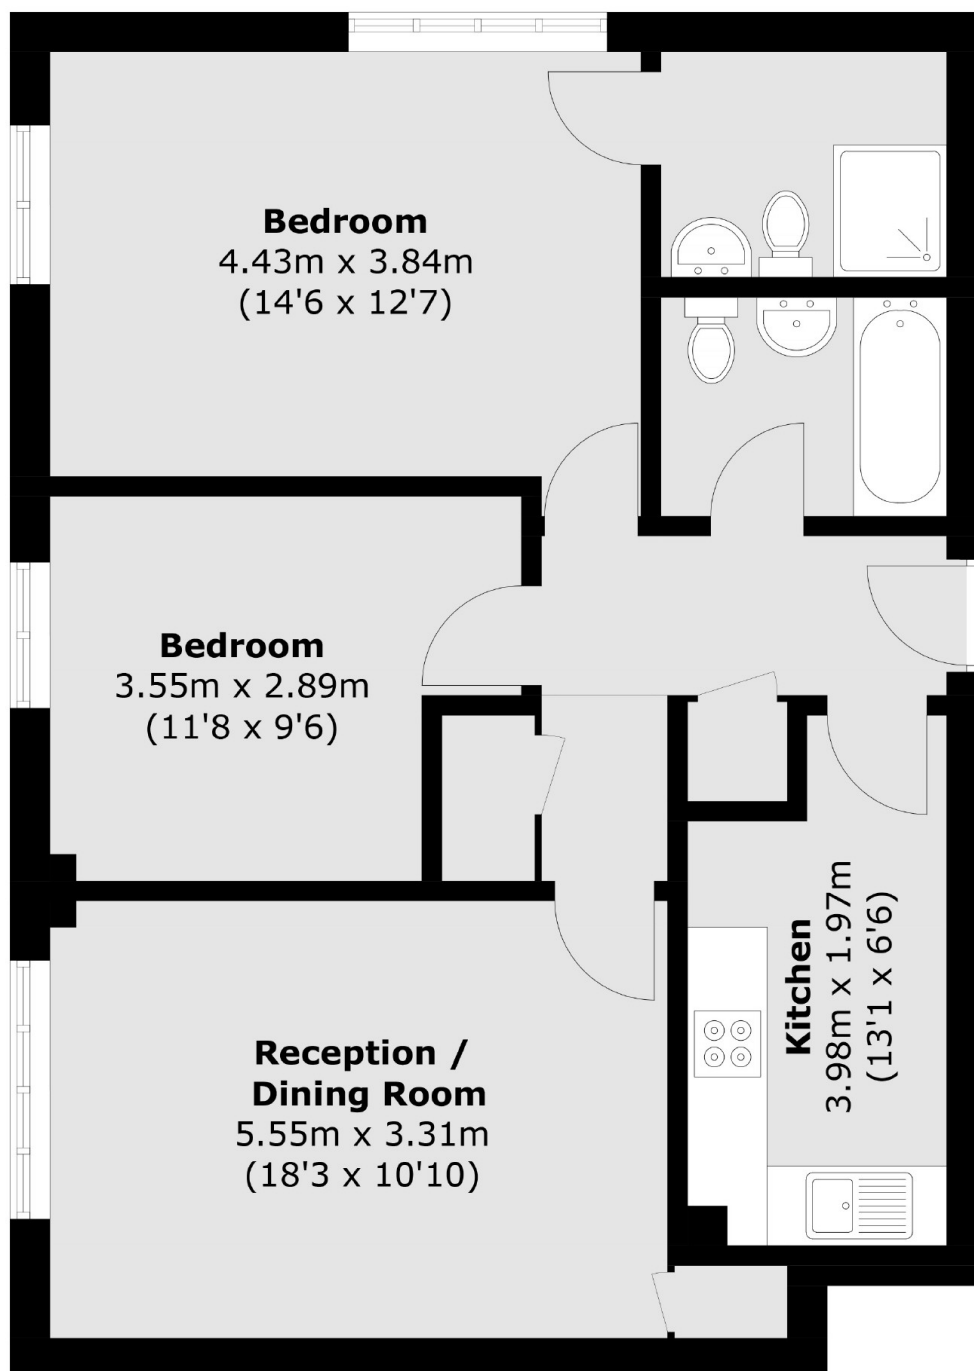 Bedroom
4.43m x 3.84m
(14'6 x 12'7)
Bedroom
3.55m x 2.89m
(11'8 x 9'6)
Reception /
Dining Room
5.55m x 3.31m
(18'3 x 10'10)
Kitchen
3.98m x 1.97m
(13'1 x 6'6)